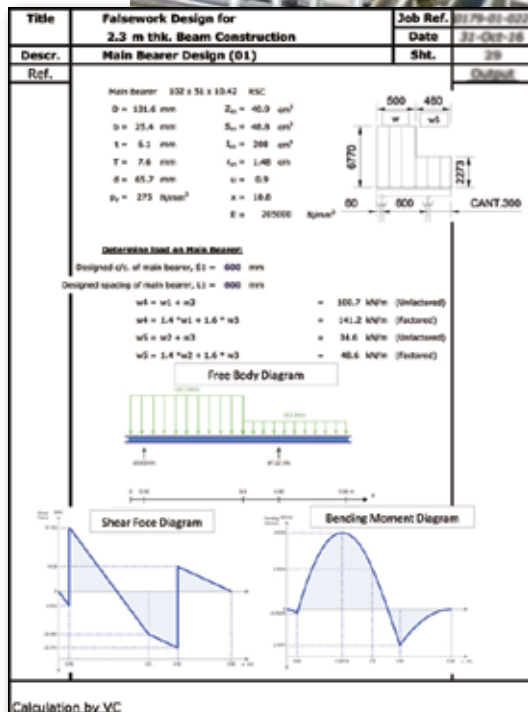 Title Falsework Design for Job Ref. 0179-01-022
2.3 m thk. Beam Construction Date 31-Oct-16
Descr. Main Bearer Design (01) Sht. 29
Ref. Output
Main Bearer 102 x 51 x 10.42 RSC
D = 101.6 mm
b = 25.4 mm
t = 6.1 mm
T = 7.6 mm
d = 65.7 mm
= 275 N/mm²
= 40.9 cm³
= 48.8 cm³
= 208 cm⁴
= 1.48 cm
u = 0.9
x = 10.8
E = 205000 N/mm²
500 460
w w5
6770
2273
60 600 CANT.300
Determine load on Main Bearer:
Designed c/c. of main bearer, S1 = 600 mm
Designed spacing of main bearer, L1 = 600 mm
w4 = w1 + w3 = 100.7 kN/m (Unfactored)
w4 = 1.4 *w1 + 1.6 * w3 = 141.2 kN/m (Factored)
w5 = w2 + w3 = 34.6 kN/m (Unfactored)
w5 = 1.4 *w2 + 1.6 * w3 = 48.6 kN/m (Factored)
Free Body Diagram
Shear Foce Diagram
Bending Moment Diagram
Calculation by VC